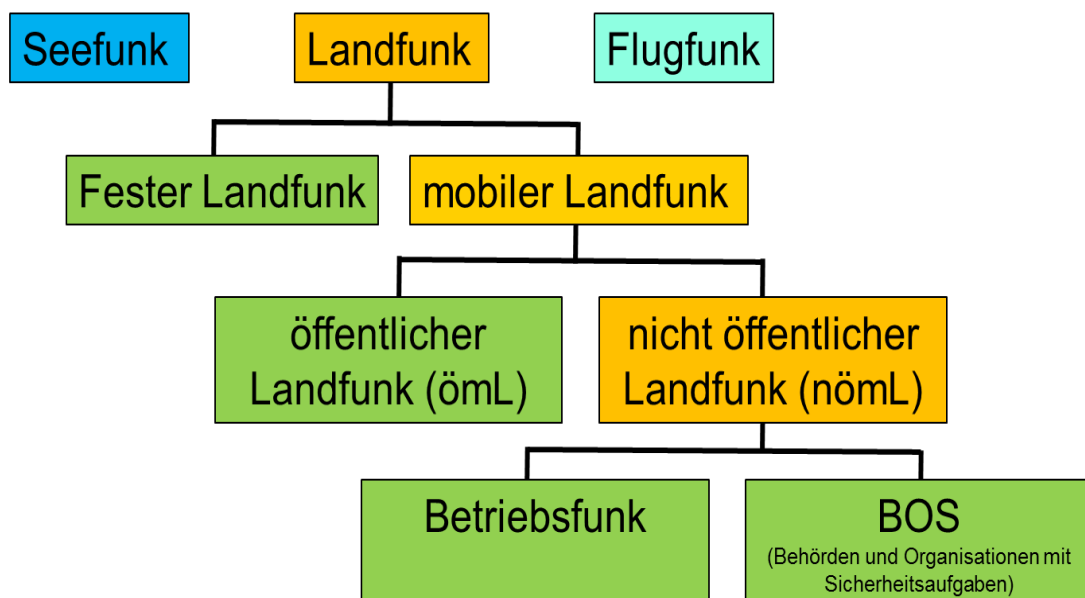 Seefunk
Landfunk
Flugfunk
Fester Landfunk
mobiler Landfunk
öffentlicher
Landfunk (ömL)
nicht öffentlicher
Landfunk (nömL)
Betriebsfunk
BOS
(Behörden und Organisationen mit
Sicherheitsaufgaben)